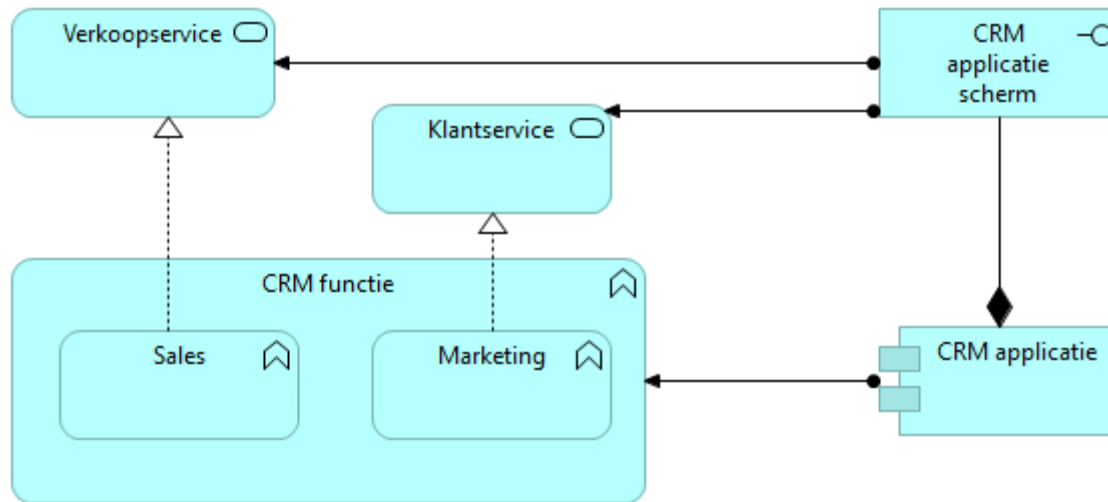 Verkoopservice
CRM
applicatie
scherm
Klantservice
CRM functie
Sales
Marketing
CRM applicatie